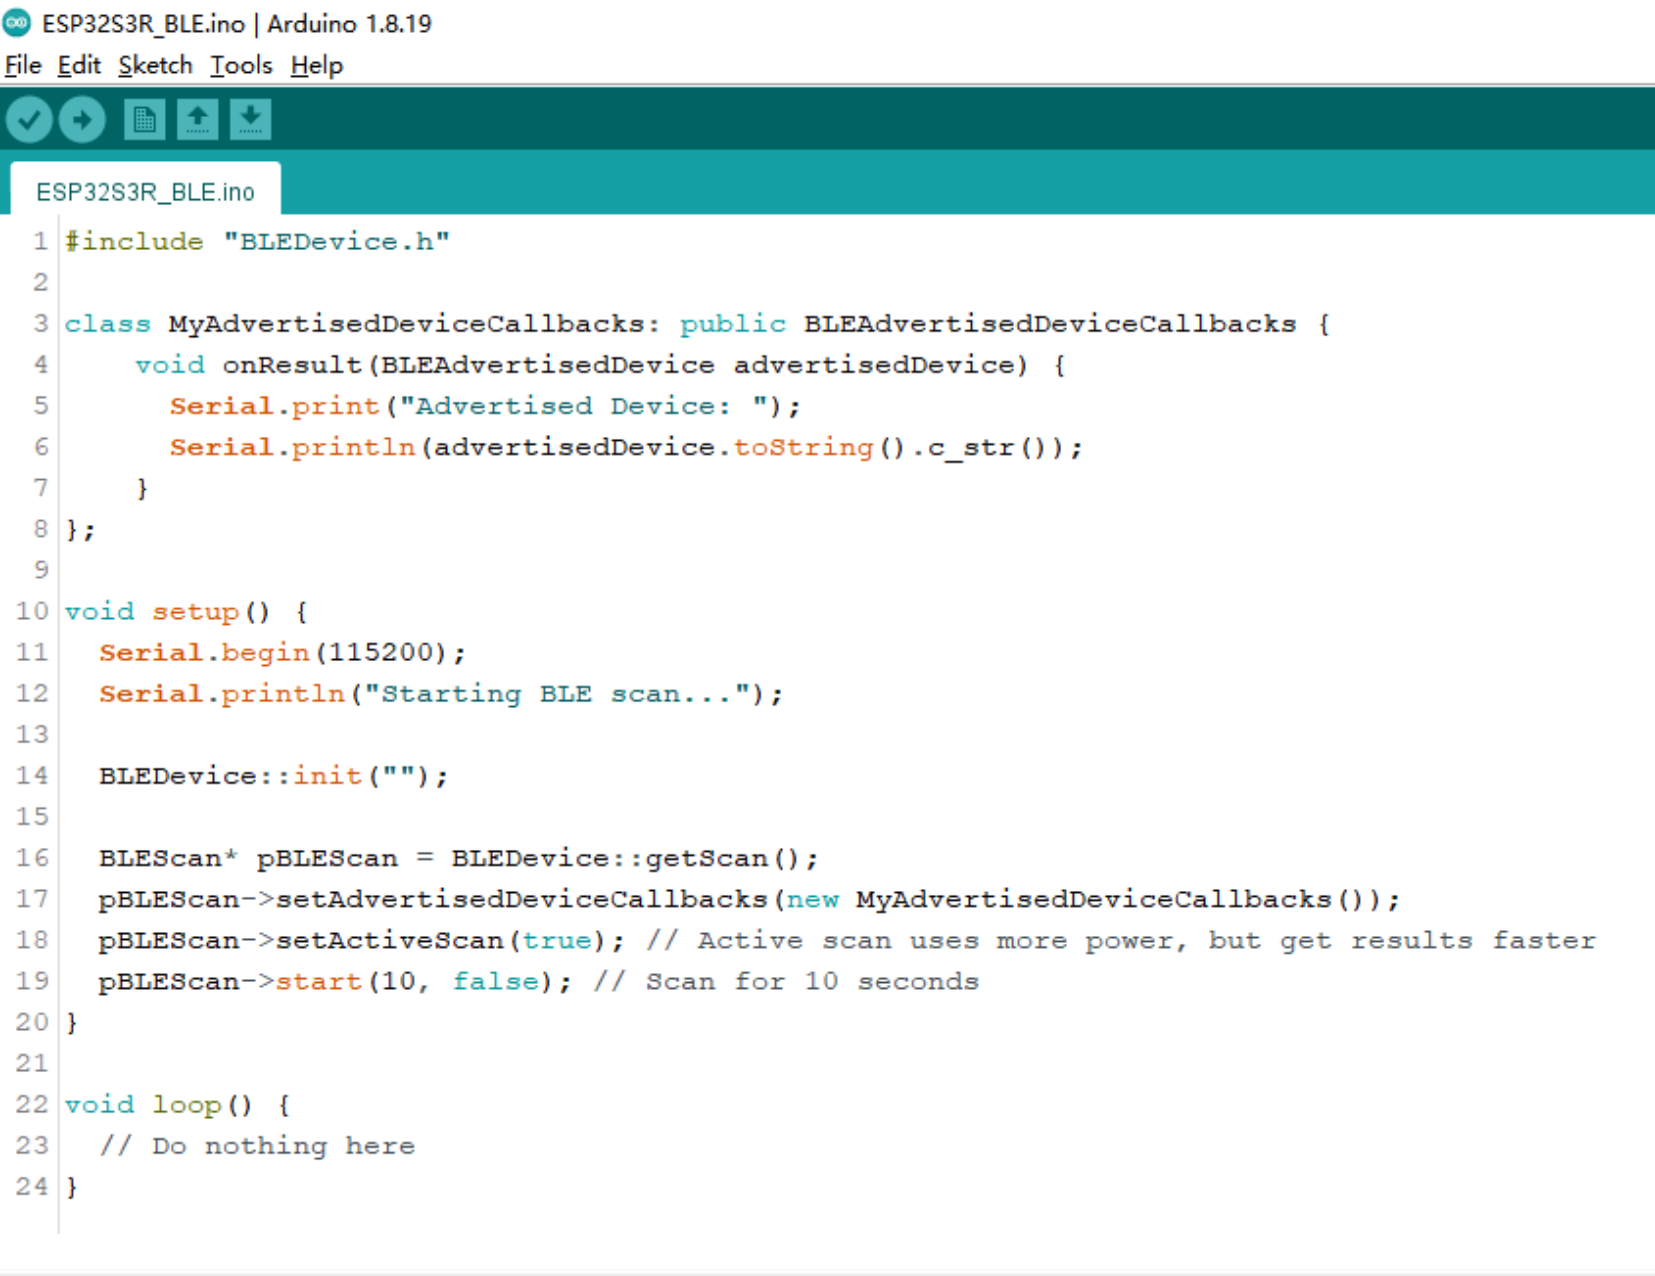 ESP32S3R_BLE.ino | Arduino 1.8.19
File Edit Sketch Tools Help
ESP32S3R_BLE.ino
1 #include "BLEDevice.h"
2
3 class MyAdvertisedDeviceCallbacks: public BLEAdvertisedDeviceCallbacks {
4     void onResult(BLEAdvertisedDevice advertisedDevice) {
5       Serial.print("Advertised Device: ");
6       Serial.println(advertisedDevice.toString().c_str());
7     }
8 };
9
10 void setup() {
11   Serial.begin(115200);
12   Serial.println("Starting BLE scan...");
13
14   BLEDevice::init("");
15
16   BLEScan* pBLEScan = BLEDevice::getScan();
17   pBLEScan->setAdvertisedDeviceCallbacks(new MyAdvertisedDeviceCallbacks());
18   pBLEScan->setActiveScan(true); // Active scan uses more power, but get results faster
19   pBLEScan->start(10, false); // Scan for 10 seconds
20 }
21
22 void loop() {
23   // Do nothing here
24 }